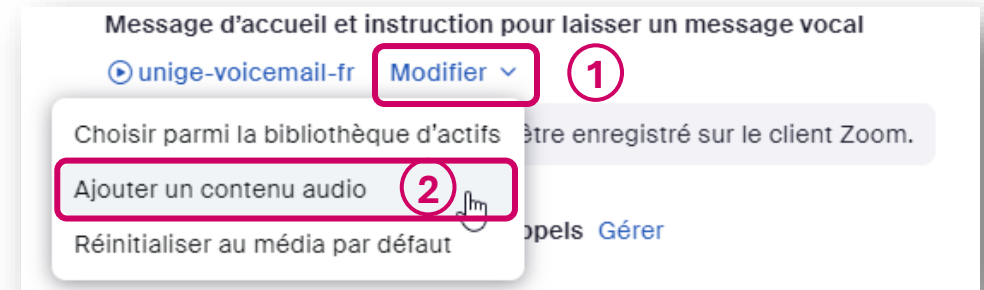 Message d’accueil et instruction pour laisser un message vocal
unige-voicemail-fr Modifier 1
Choisir parmi la bibliothèque d'actifs être enregistré sur le client Zoom.
Ajouter un contenu audio 2
Réinitialiser au média par défaut ppels Gérer